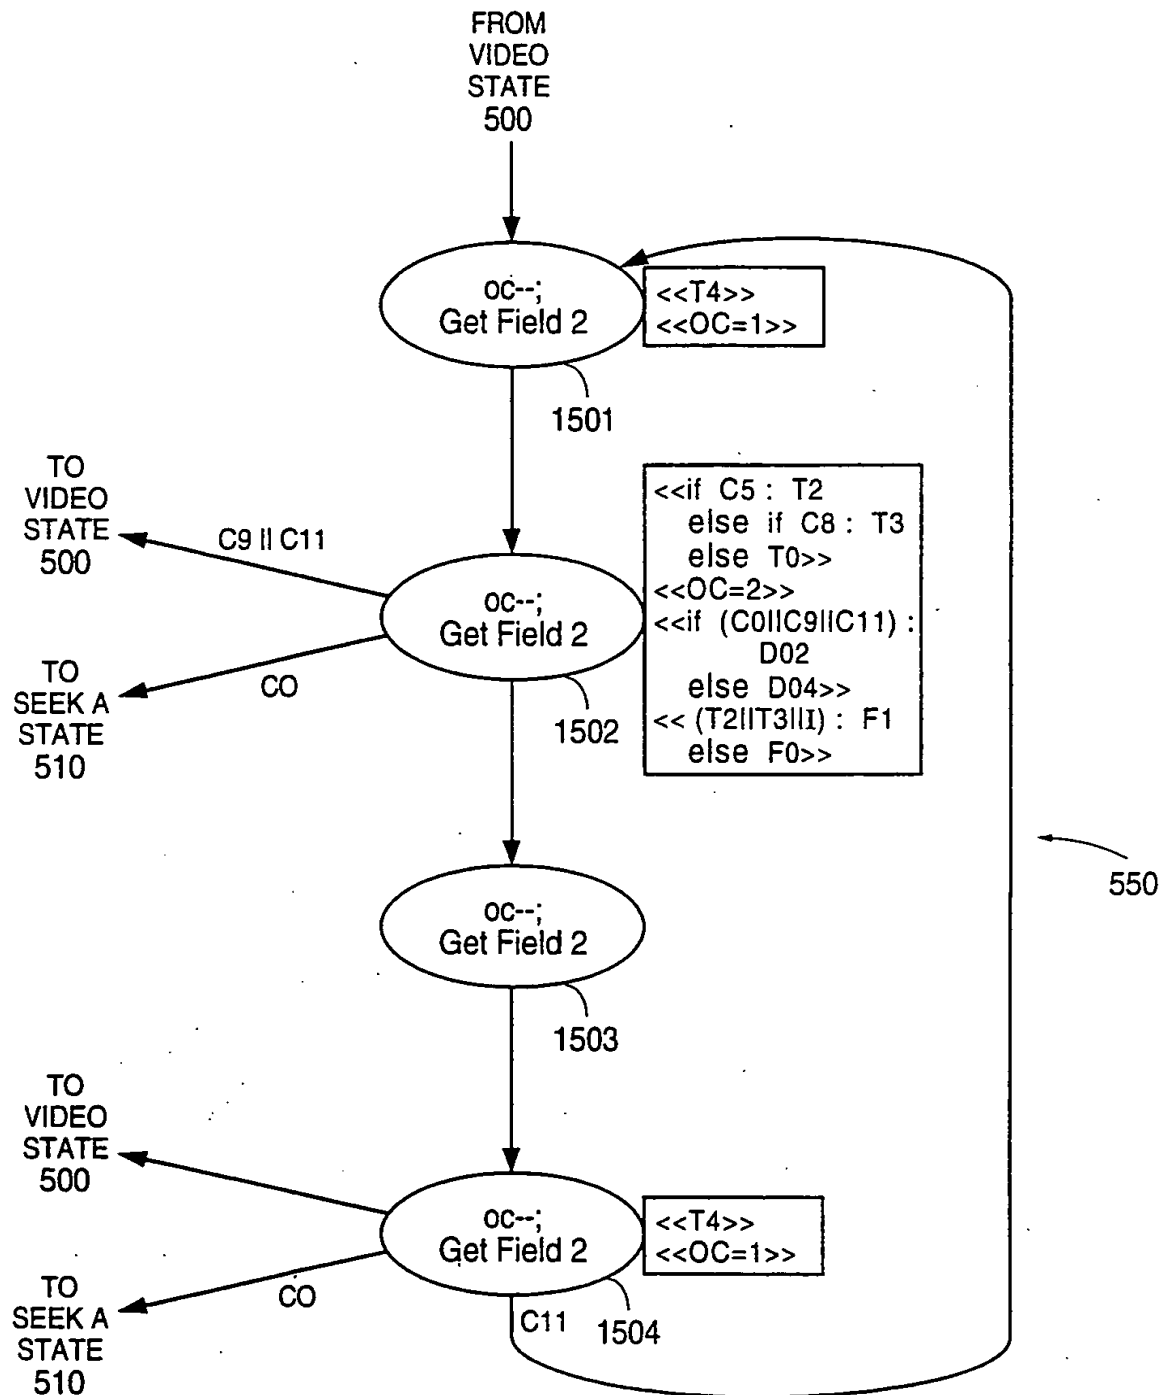 FROM
VIDEO
STATE
500
oc--;
Get Field 2
<<T4>>
<<OC=1>>
1501
TO
VIDEO
STATE
500
C9 || C11
oc--;
Get Field 2
<<if C5 : T2
else if C8 : T3
else T0>>
<<OC=2>>
<<if (C0||C9||C11) :
D02
else D04>>
<< (T2||T3||I) : F1
else F0>>
TO
SEEK A
STATE
510
CO
1502
550
oc--;
Get Field 2
1503
TO
VIDEO
STATE
500
oc--;
Get Field 2
<<T4>>
<<OC=1>>
TO
SEEK A
STATE
510
CO
C11
1504